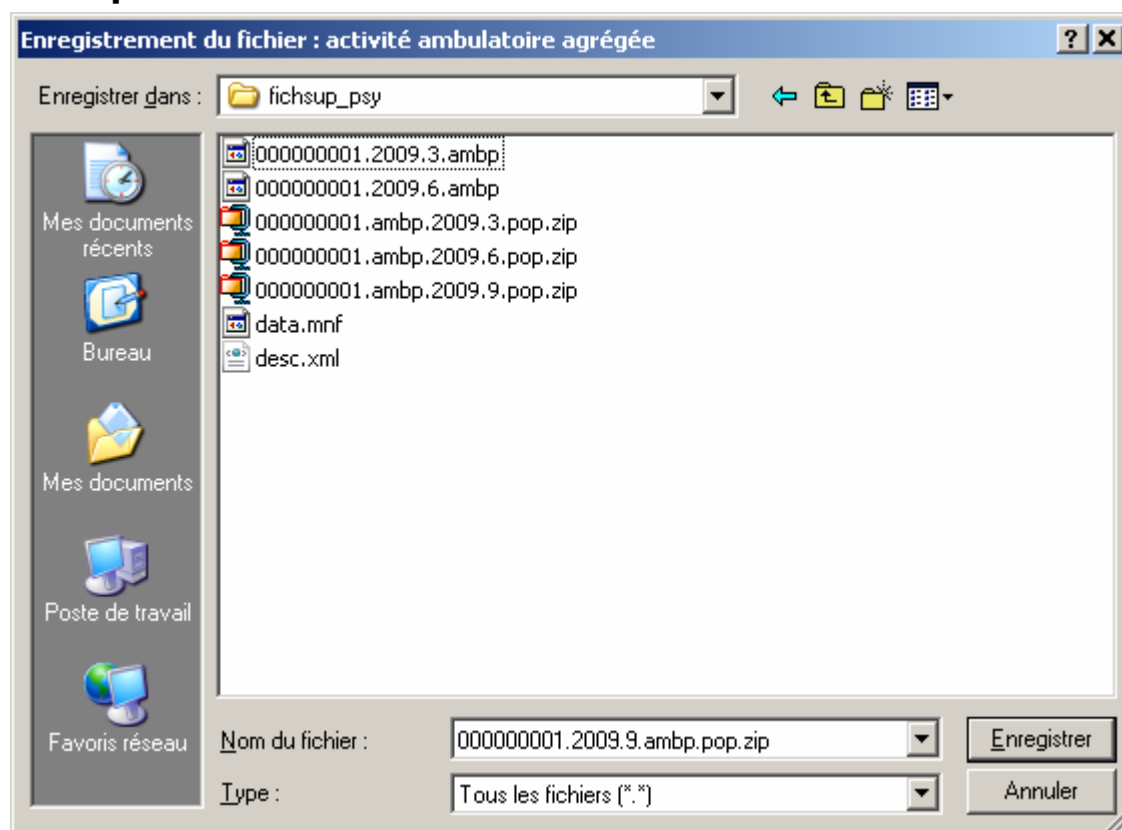 Enregistrement du fichier : activité ambulatoire agrégée
Enregistrer dans :
fichsup_psy
Mes documents
récents
Bureau
Mes documents
Poste de travail
Favoris réseau
000000001.2009.3.ambp
000000001.2009.6.ambp
000000001.ambp.2009.3.pop.zip
000000001.ambp.2009.6.pop.zip
000000001.ambp.2009.9.pop.zip
data.mnf
desc.xml
Nom du fichier :
000000001.2009.9.ambp.pop.zip
Enregistrer
Type :
Tous les fichiers (*.*)
Annuler